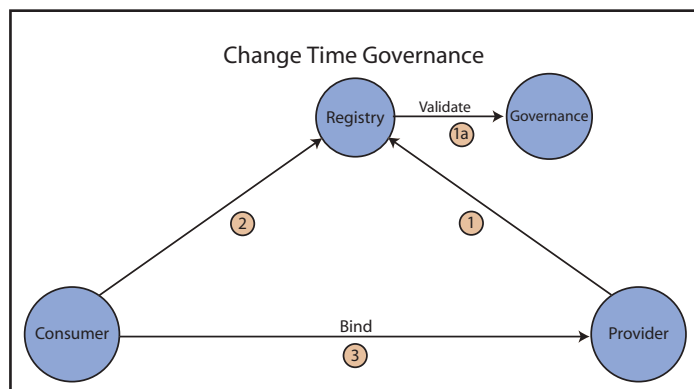 Change Time Governance
Registry
Validate
1a
Governance
2
1
Consumer
Bind
3
Provider